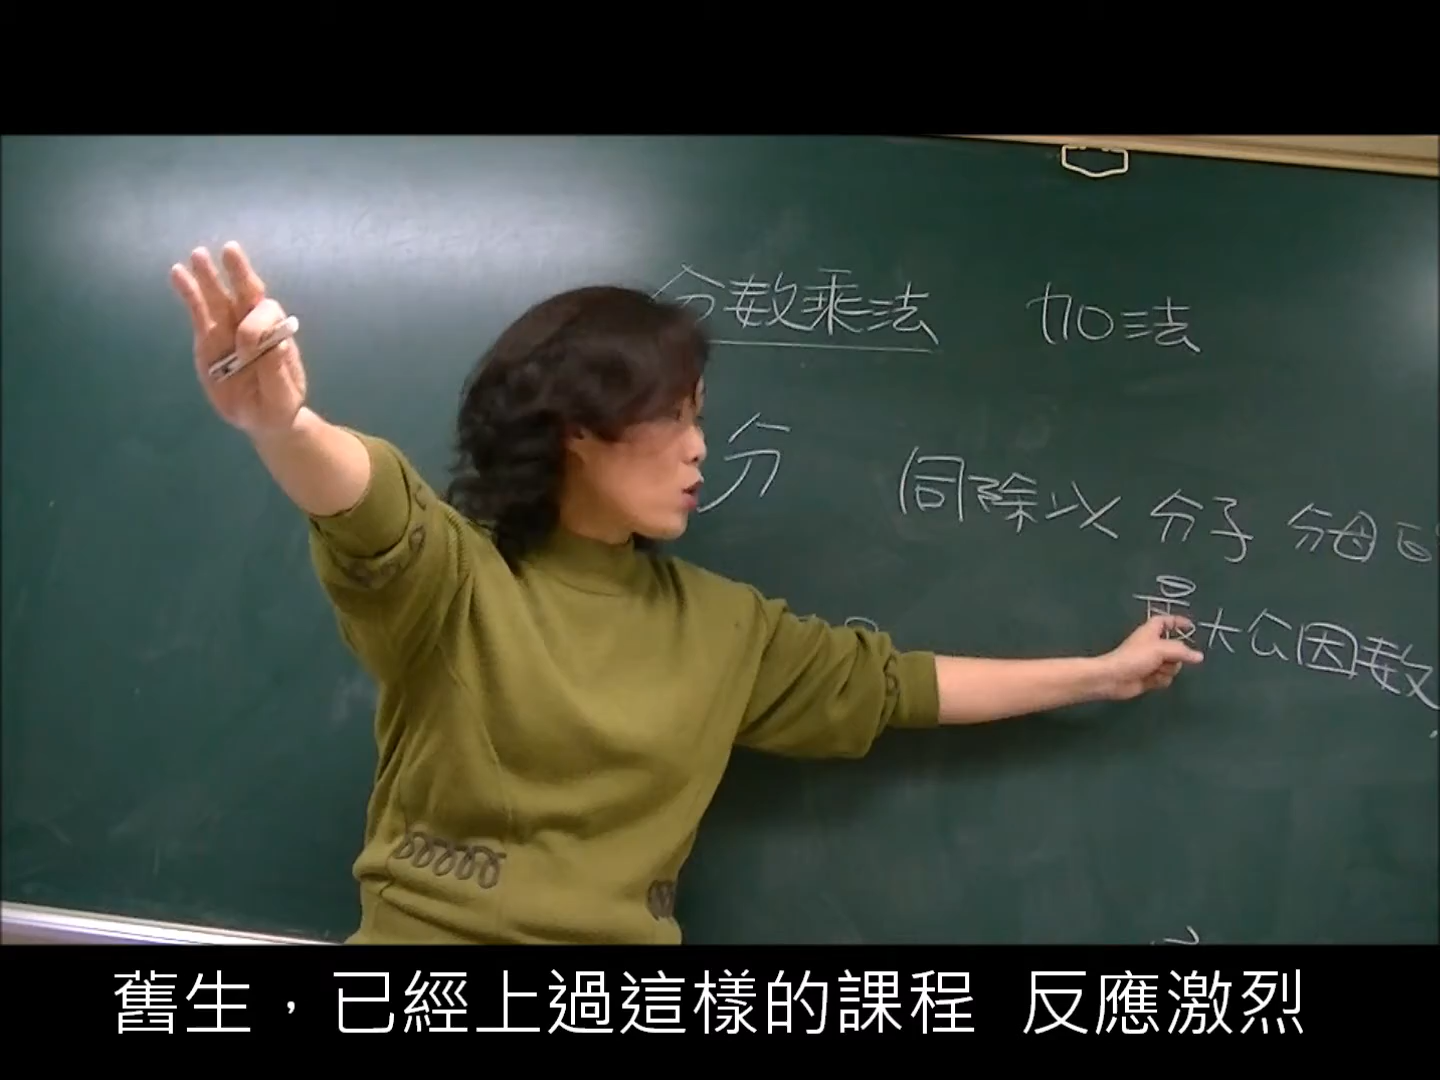 分數乘法 加法
分 同除以 分子 分母
最大公因數
舊生，已經上過這樣的課程 反應激烈